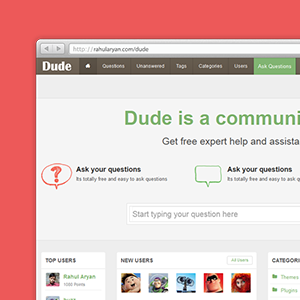 http://rahularyan.com/dude
Dude Questions Unanswered Tags Categories Users Ask Questions
Dude is a communi
Get free expert help and assista
Ask your questions
Its totally free and easy to ask questions
Ask your questions
Its totally free and easy to ask
Start typing your question here
TOP USERS
Rahul Aryan
NEW USERS
All Users
CATEGORI
Themes
Plugins